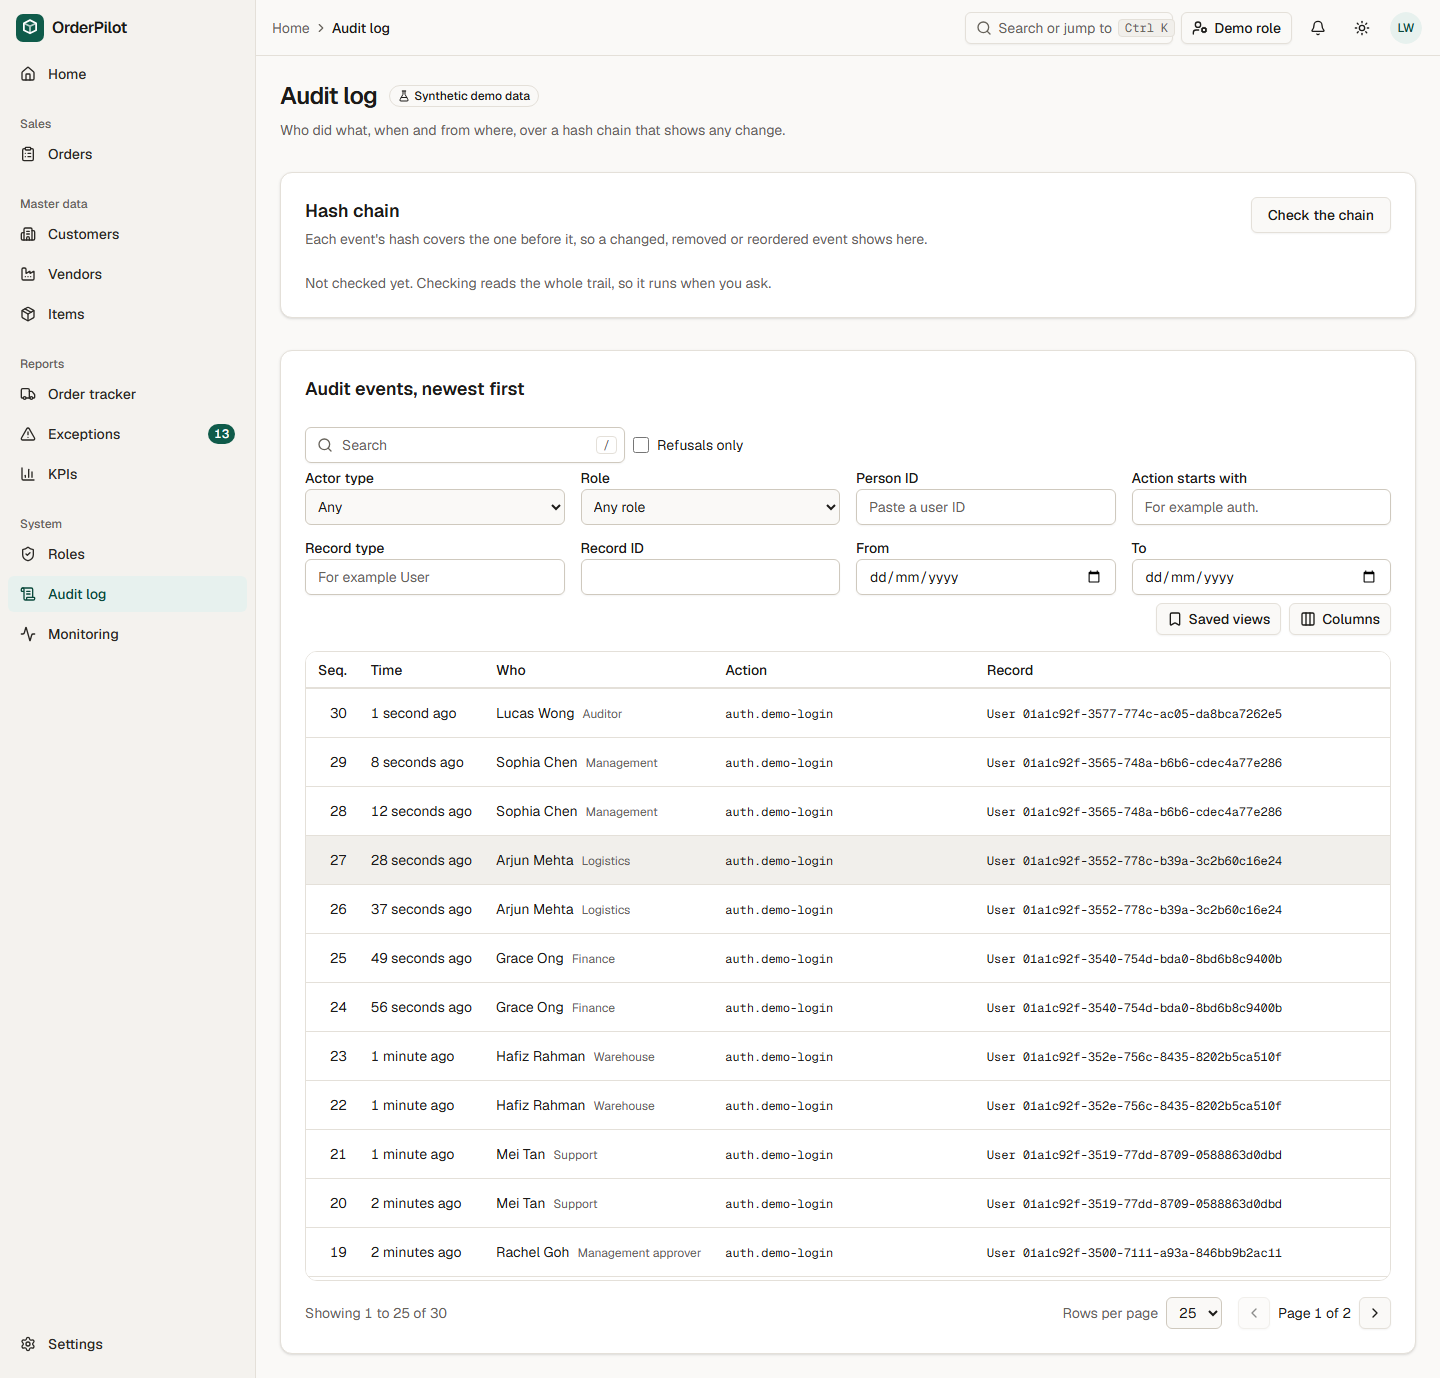 OrderPilot
Home
Sales
Orders
Master data
Customers
Vendors
Items
Reports
Order tracker
Exceptions 13
KPIs
System
Roles
Audit log
Monitoring
Settings
Home > Audit log
Search or jump to Ctrl K
Demo role
LW
Audit log Synthetic demo data
Who did what, when and from where, over a hash chain that shows any change.
Hash chain
Check the chain
Each event's hash covers the one before it, so a changed, removed or reordered event shows here.
Not checked yet. Checking reads the whole trail, so it runs when you ask.
Audit events, newest first
Search / Refusals only
Actor type Role Person ID Action starts with
Any Any role Paste a user ID For example auth.
Record type Record ID From To
For example User dd/mm/yyyy dd/mm/yyyy
Saved views Columns
Seq. Time Who Action Record
30 1 second ago Lucas Wong Auditor auth.demo-login User 01a1c92f-3577-774c-ac05-da8bca7262e5
29 8 seconds ago Sophia Chen Management auth.demo-login User 01a1c92f-3565-748a-b6b6-cdec4a77e286
28 12 seconds ago Sophia Chen Management auth.demo-login User 01a1c92f-3565-748a-b6b6-cdec4a77e286
27 28 seconds ago Arjun Mehta Logistics auth.demo-login User 01a1c92f-3552-778c-b39a-3c2b60c16e24
26 37 seconds ago Arjun Mehta Logistics auth.demo-login User 01a1c92f-3552-778c-b39a-3c2b60c16e24
25 49 seconds ago Grace Ong Finance auth.demo-login User 01a1c92f-3540-754d-bda0-8bd6b8c9400b
24 56 seconds ago Grace Ong Finance auth.demo-login User 01a1c92f-3540-754d-bda0-8bd6b8c9400b
23 1 minute ago Hafiz Rahman Warehouse auth.demo-login User 01a1c92f-352e-756c-8435-8202b5ca510f
22 1 minute ago Hafiz Rahman Warehouse auth.demo-login User 01a1c92f-352e-756c-8435-8202b5ca510f
21 1 minute ago Mei Tan Support auth.demo-login User 01a1c92f-3519-77dd-8709-0588863d0dbd
20 2 minutes ago Mei Tan Support auth.demo-login User 01a1c92f-3519-77dd-8709-0588863d0dbd
19 2 minutes ago Rachel Goh Management approver auth.demo-login User 01a1c92f-3500-7111-a93a-846bb9b2ac11
Showing 1 to 25 of 30 Rows per page 25 Page 1 of 2